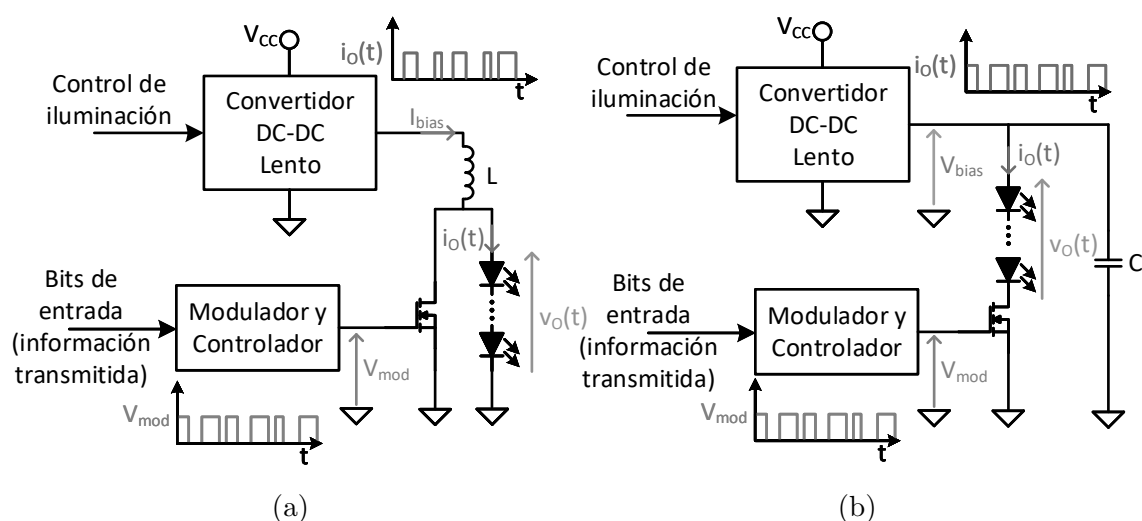 V_CC
i_O(t)
t
Control de
iluminación
Convertidor
DC-DC
Lento
I_bias
L
i_O(t)
v_O(t)
Bits de
entrada
(información
transmitida)
Modulador y
Controlador
V_mod
V_mod
t
(a)
V_CC
i_O(t)
t
Control de
iluminación
Convertidor
DC-DC
Lento
V_bias
i_O(t)
v_O(t)
C
Bits de
entrada
(información
transmitida)
Modulador y
Controlador
V_mod
V_mod
t
(b)